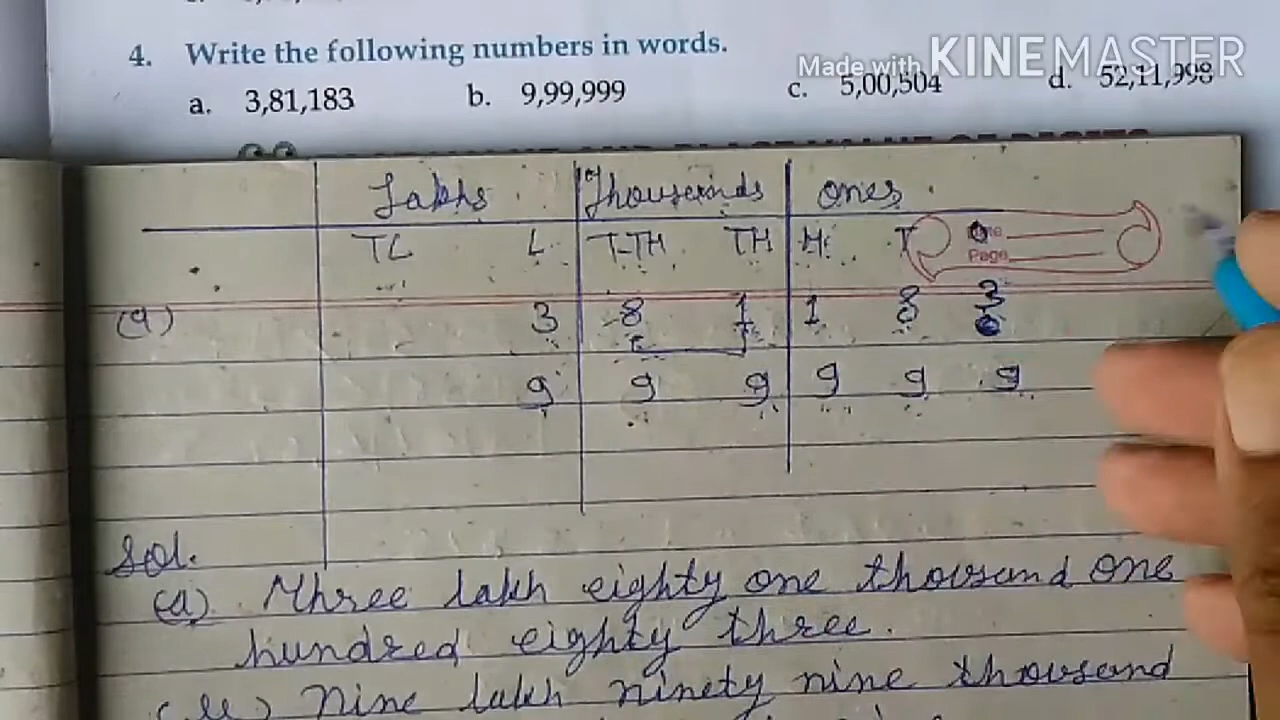 4. Write the following numbers in words.
Made with KINEMASTER
a. 3,81,183 b. 9,99,999 c. 5,00,504 d. 52,11,998
Lakhs Thousands ones
TL L T-TH TH H T O
Page
(a) 3 8 1 1 8 3
9 9 9 9 9 9
Sol.
(a) Three lakh eighty one thousand one
hundred eighty three.
Nine lakh ninety nine thousand